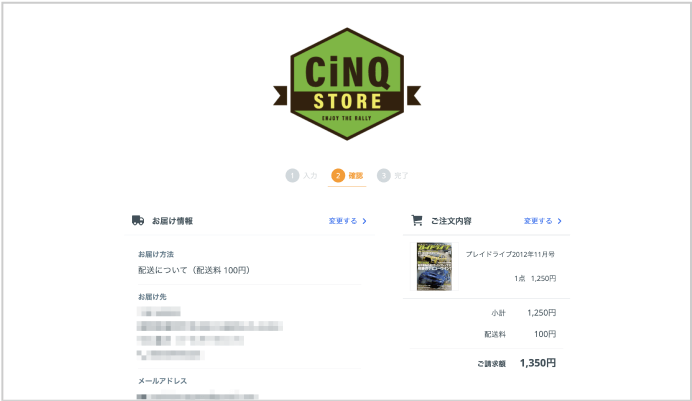 CiNQ
STORE
ENJOY THE RALLY
1 入力 2 確認 3 完了
お届け情報
変更する
お届け方法
配送について（配送料 100円）
お届け先
メールアドレス
ご注文内容
変更する
プレイドライブ2012年11月号
1点 1,250円
小計 1,250円
配送料 100円
ご請求額 1,350円